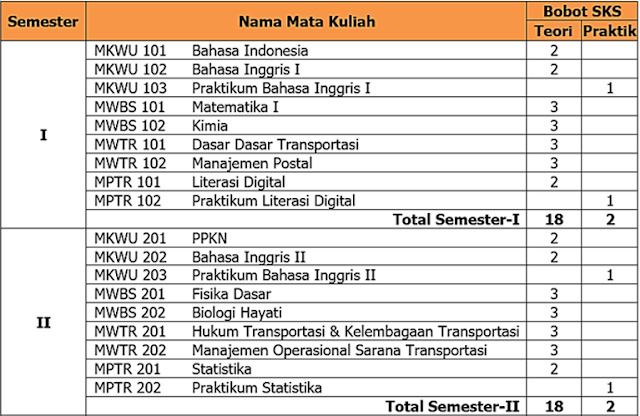 Semester Nama Mata Kuliah Bobot SKS
Teori Praktik
I
MKWU 101 Bahasa Indonesia 2
MKWU 102 Bahasa Inggris I 2
MKWU 103 Praktikum Bahasa Inggris I 1
MWBS 101 Matematika I 3
MWBS 102 Kimia 3
MWTR 101 Dasar Dasar Transportasi 3
MWTR 102 Manajemen Postal 3
MPTR 101 Literasi Digital 2
MPTR 102 Praktikum Literasi Digital 1
Total Semester-I 18 2
II
MKWU 201 PPKN 2
MKWU 202 Bahasa Inggris II 2
MKWU 203 Praktikum Bahasa Inggris II 1
MWBS 201 Fisika Dasar 3
MWBS 202 Biologi Hayati 3
MWTR 201 Hukum Transportasi & Kelembagaan Transportasi 3
MWTR 202 Manajemen Operasional Sarana Transportasi 3
MPTR 201 Statistika 2
MPTR 202 Praktikum Statistika 1
Total Semester-II 18 2